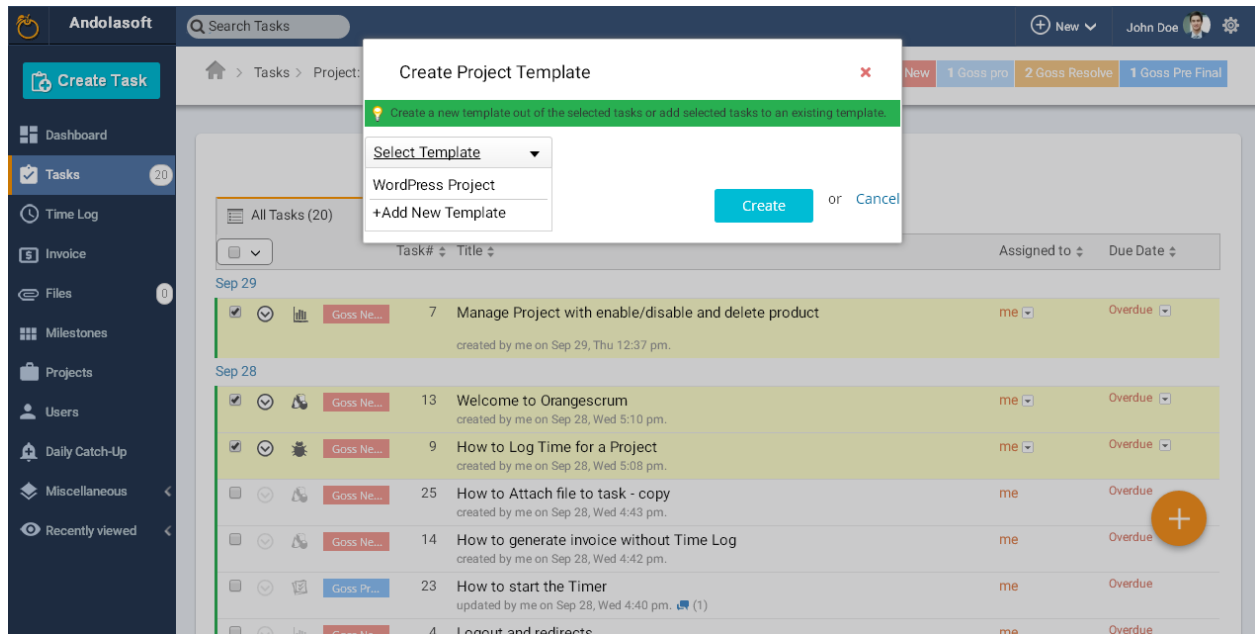 Andolasoft
Search Tasks
New
John Doe
Create Task
Tasks > Project:
New
1 Goss pro
2 Goss Resolve
1 Goss Pre Final
Create Project Template
Create a new template out of the selected tasks or add selected tasks to an existing template.
Select Template
WordPress Project
+Add New Template
Create or Cancel
Dashboard
Tasks 20
Time Log
Invoice
Files 0
Milestones
Projects
Users
Daily Catch-Up
Miscellaneous
Recently viewed
All Tasks (20)
Task# Title Assigned to Due Date
Sep 29
Goss Ne... 7 Manage Project with enable/disable and delete product me Overdue
created by me on Sep 29, Thu 12:37 pm.
Sep 28
Goss Ne... 13 Welcome to Orangescrum me Overdue
created by me on Sep 28, Wed 5:10 pm.
Goss Ne... 9 How to Log Time for a Project me Overdue
created by me on Sep 28, Wed 5:08 pm.
Goss Ne... 25 How to Attach file to task - copy me Overdue
created by me on Sep 28, Wed 4:43 pm.
Goss Ne... 14 How to generate invoice without Time Log me Overdue
created by me on Sep 28, Wed 4:42 pm.
Goss Pr... 23 How to start the Timer me Overdue
updated by me on Sep 28, Wed 4:40 pm. (1)
Goss Ne... 4 Logout and redirects me Overdue